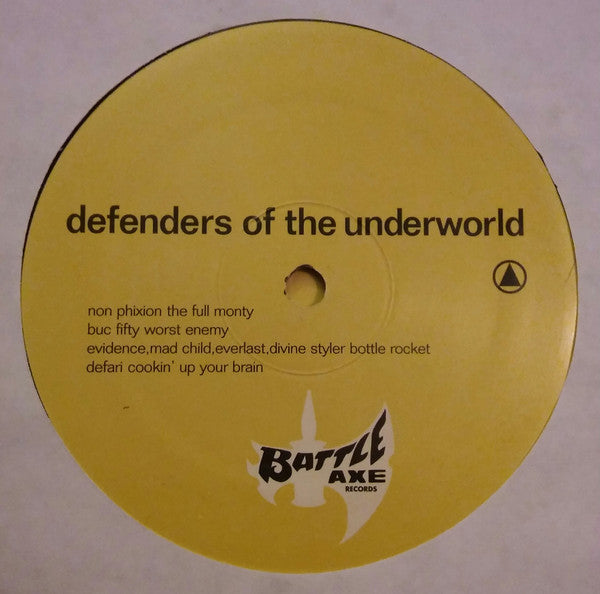 defenders of the underworld
non phixion the full monty
buc fifty worst enemy
evidence,mad child,everlast,divine styler bottle rocket
defari cookin' up your brain
BATTLE
AXE
RECORDS